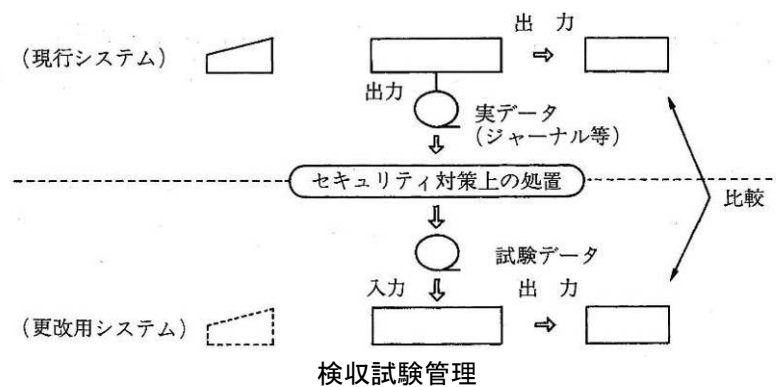 出 力
(現行システム)
出力
実データ
(ジャーナル等)
セキュリティ対策上の処置
比較
試験データ
入力
出 力
(更改用システム)
検収試験管理